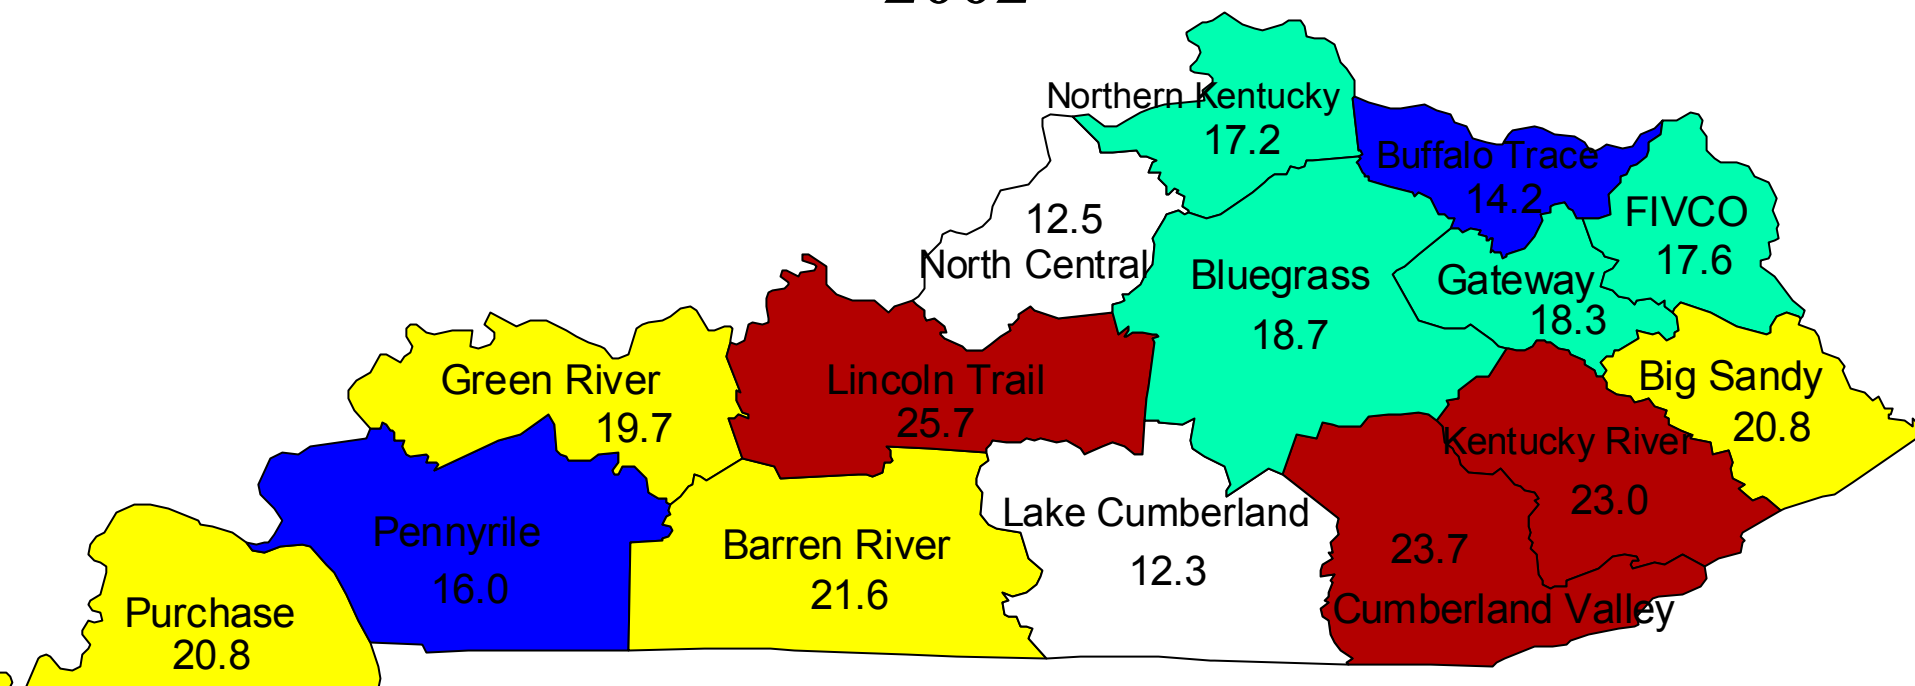 Northern Kentucky
17.2
Buffalo Trace
14.2
FIVCO
17.6
12.5
North Central
Bluegrass
18.7
Gateway
18.3
Green River
19.7
Lincoln Trail
25.7
Big Sandy
20.8
Kentucky River
23.0
Pennyrile
16.0
Barren River
21.6
Lake Cumberland
12.3
23.7
Cumberland Valley
Purchase
20.8